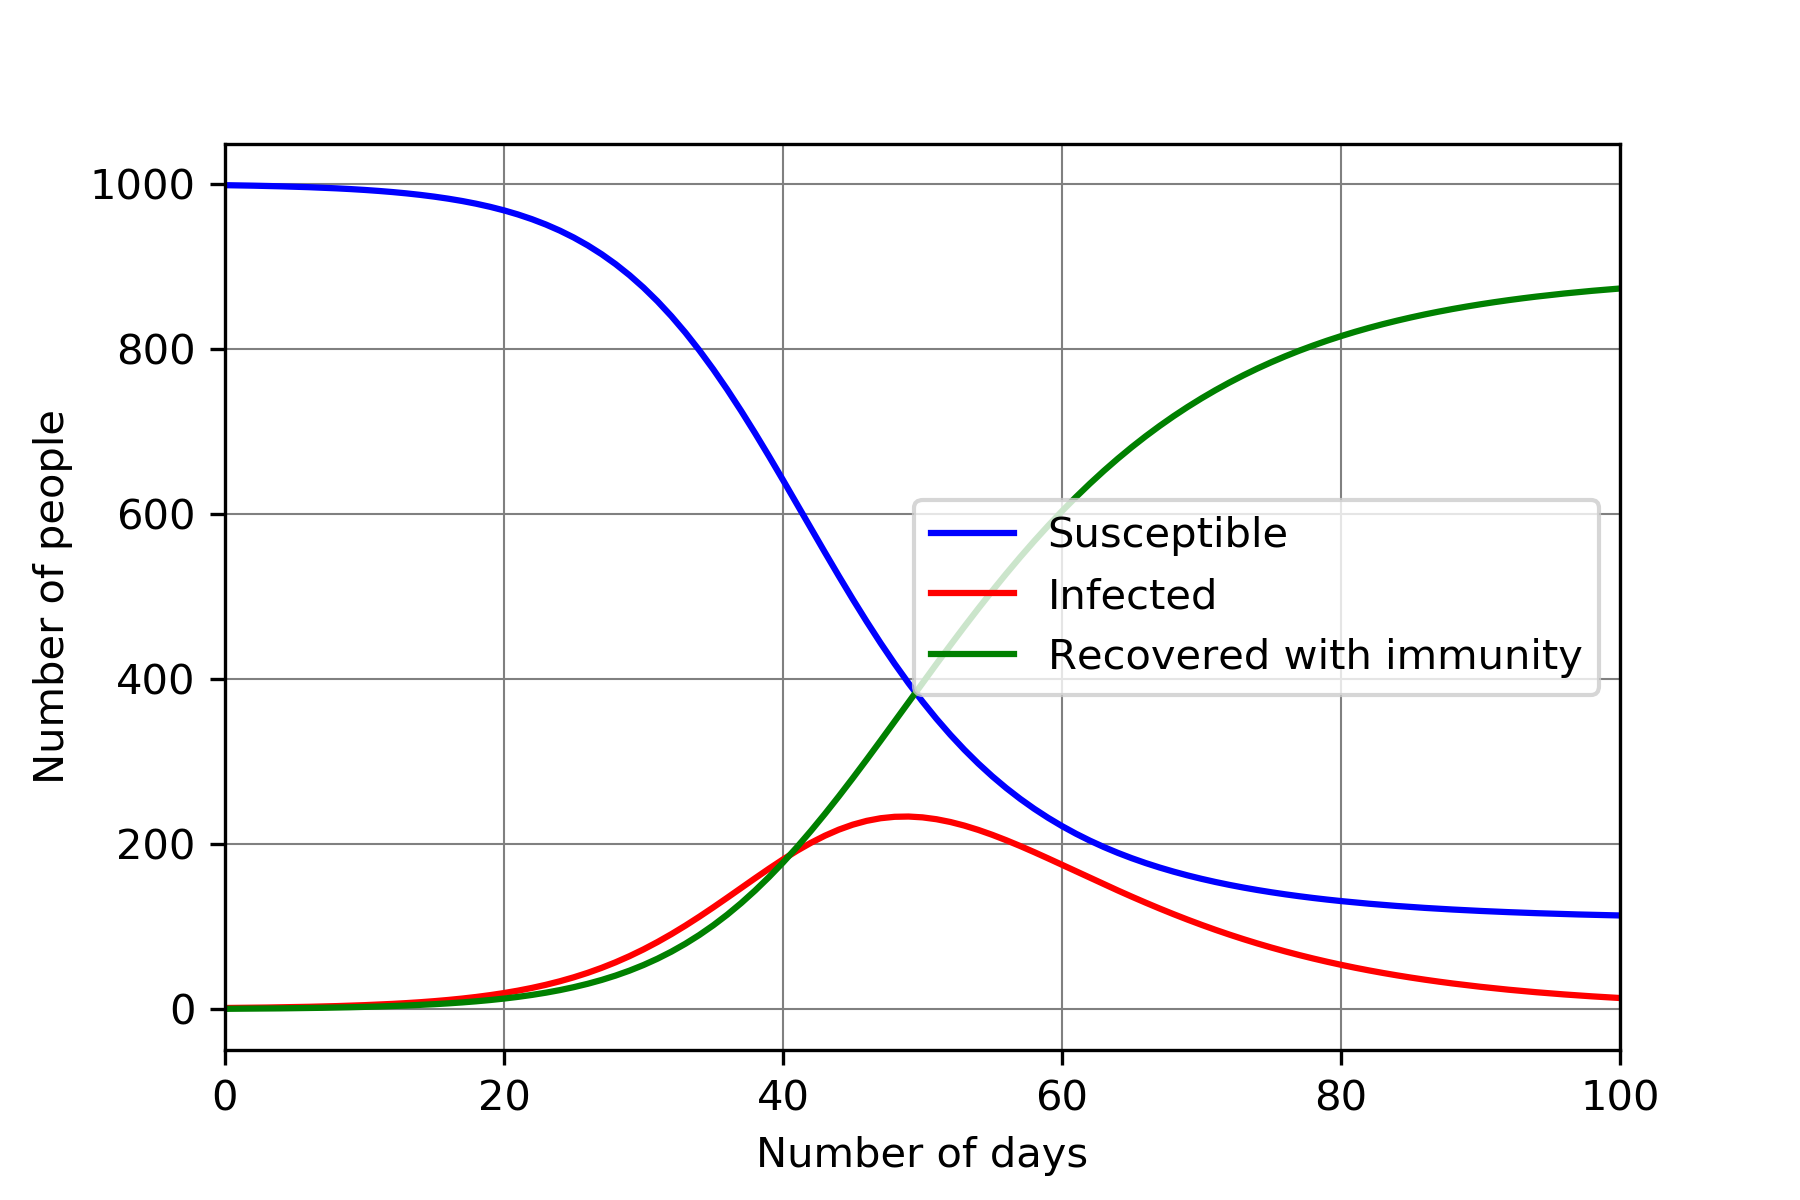 1000
800
600
400
200
0
Number of people
Susceptible
Infected
Recovered with immunity
0 20 40 60 80 100
Number of days